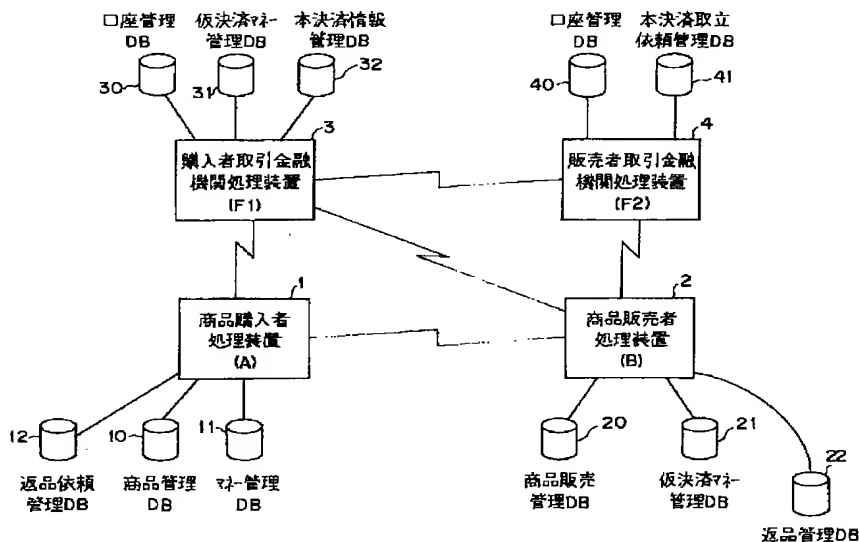 口座管理
DB
仮決済マネー
管理DB
本決済情報
管理DB
口座管理
DB
本決済取立
依頼管理DB
30
31
32
40
41
3
購入者取引金融
機関処理装置
(F1)
4
販売者取引金融
機関処理装置
(F2)
1
商品購入者
処理装置
(A)
2
商品販売者
処理装置
(B)
12
10
11
20
21
22
返品依頼
管理DB
商品管理
DB
マネー管理
DB
商品販売
管理DB
仮決済マネー
管理DB
返品管理DB